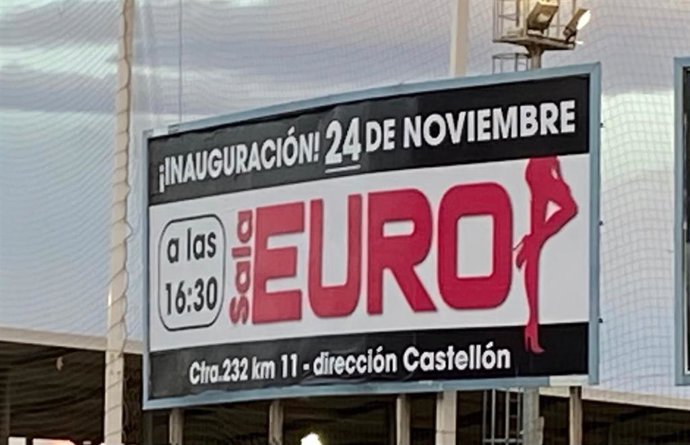 ¡INAUGURACIÓN! 24 DE NOVIEMBRE
a las
16:30
sala
EURO
Ctra.232 km 11 - dirección Castellón